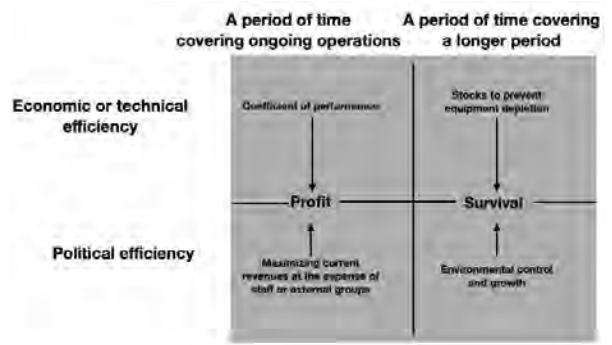 A period of time
covering ongoing operations
A period of time covering
a longer period
Economic or technical
efficiency
Coefficient of performance
Stocks to prevent
equipment depletion
Profit
Survival
Political efficiency
Maximizing current
revenues at the expense of
staff or external groups
Environmental control
and growth